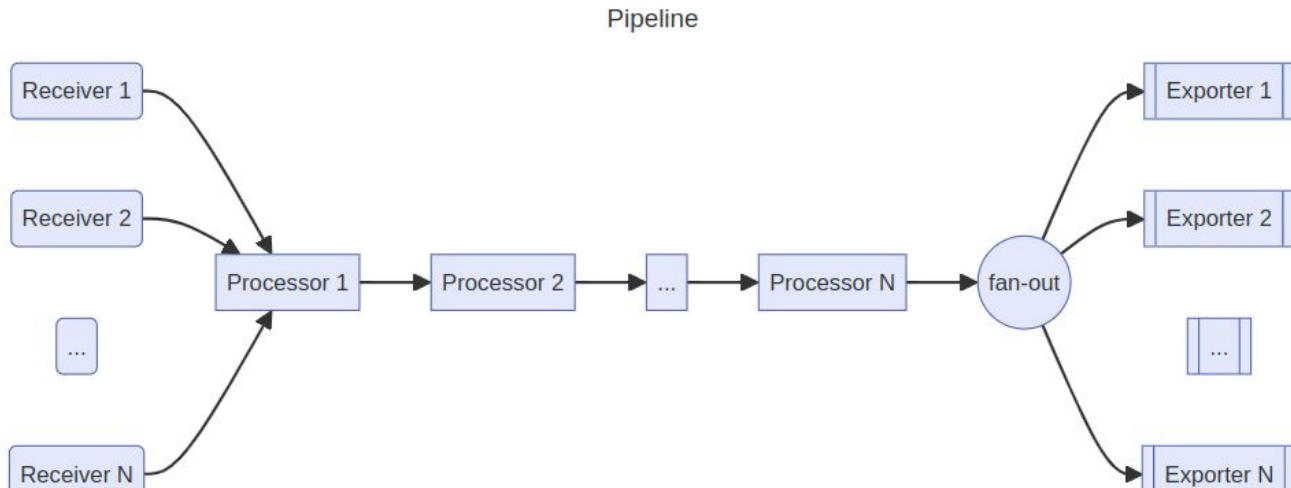 Pipeline
Receiver 1
Exporter 1
Receiver 2
Exporter 2
Processor 1
Processor 2
...
Processor N
fan-out
...
...
Receiver N
Exporter N